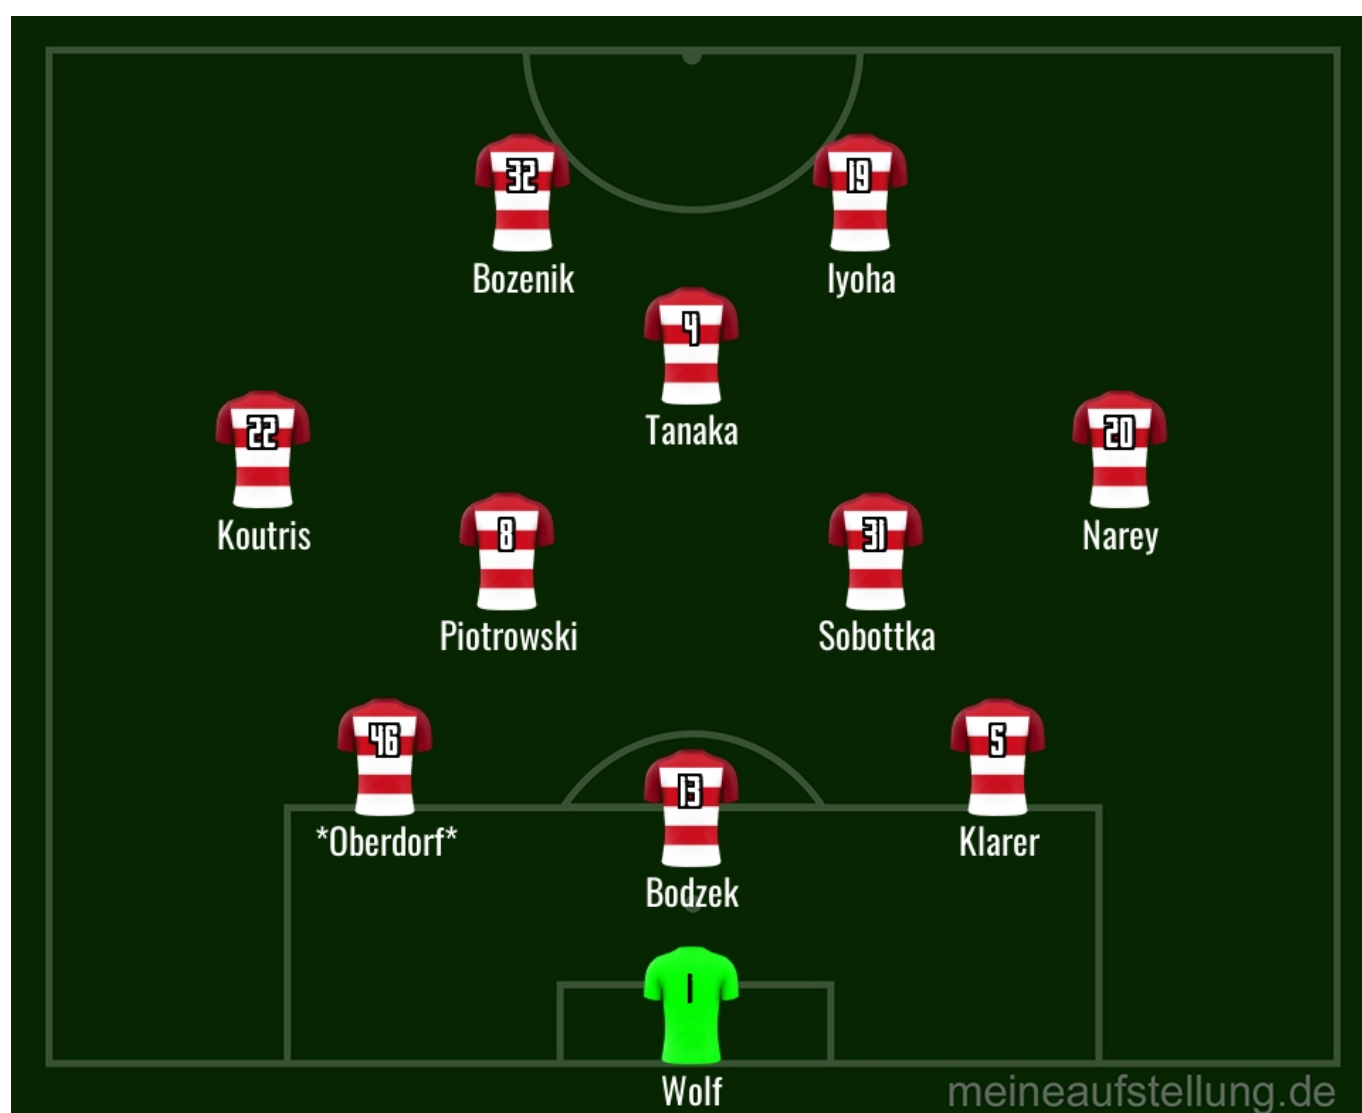 32 19
Bozenik Iyoha
4
Tanaka
22 20
Koutris Narey
8 31
Piotrowski Sobottka
46 5
*Oberdorf* Klarer
13
Bodzek
1
Wolf
meineaufstellung.de